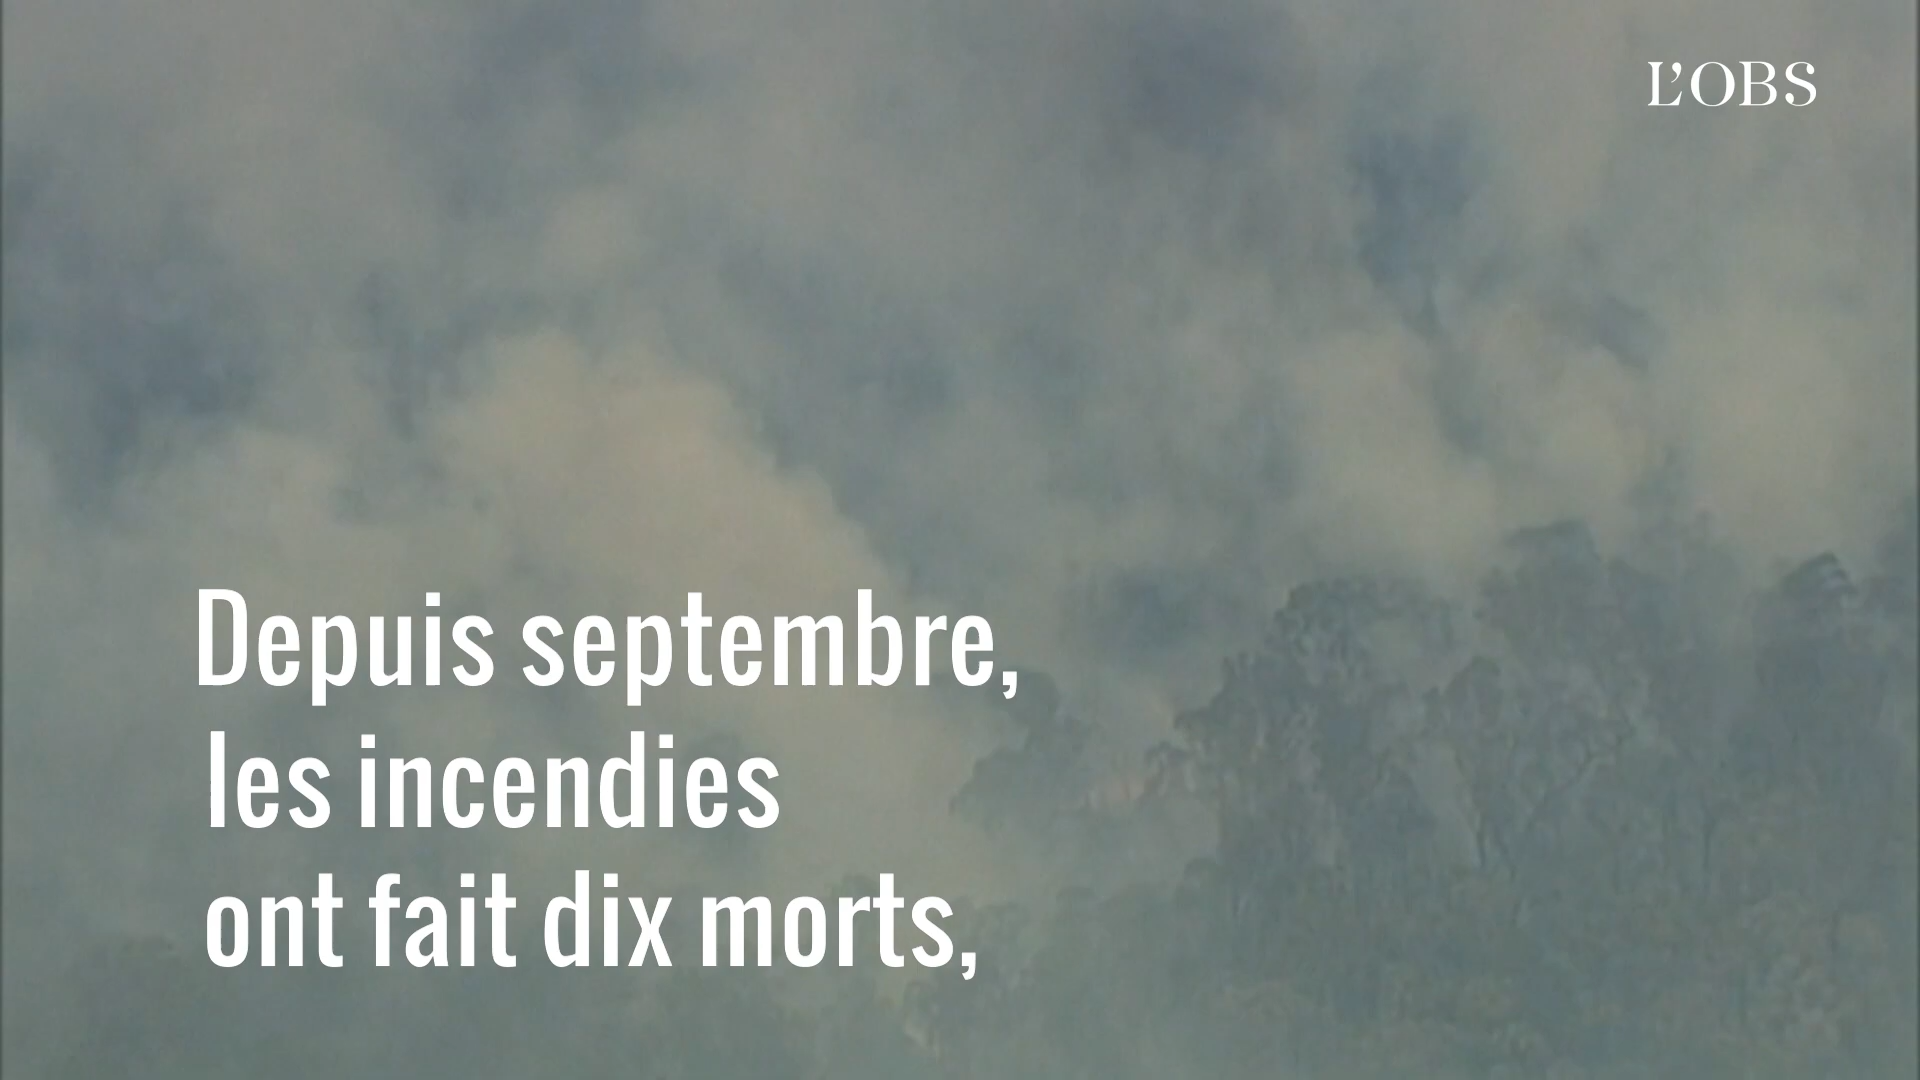 L'OBS
Depuis septembre,
les incendies
ont fait dix morts,